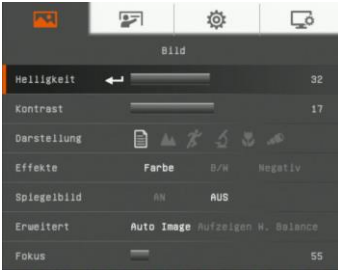 Bild
Helligkeit 32
Kontrast 17
Darstellung
Effekte Farbe B/W Negativ
Spiegelbild AN AUS
Erweitert Auto Image Aufzeigen W. Balance
Fokus 55